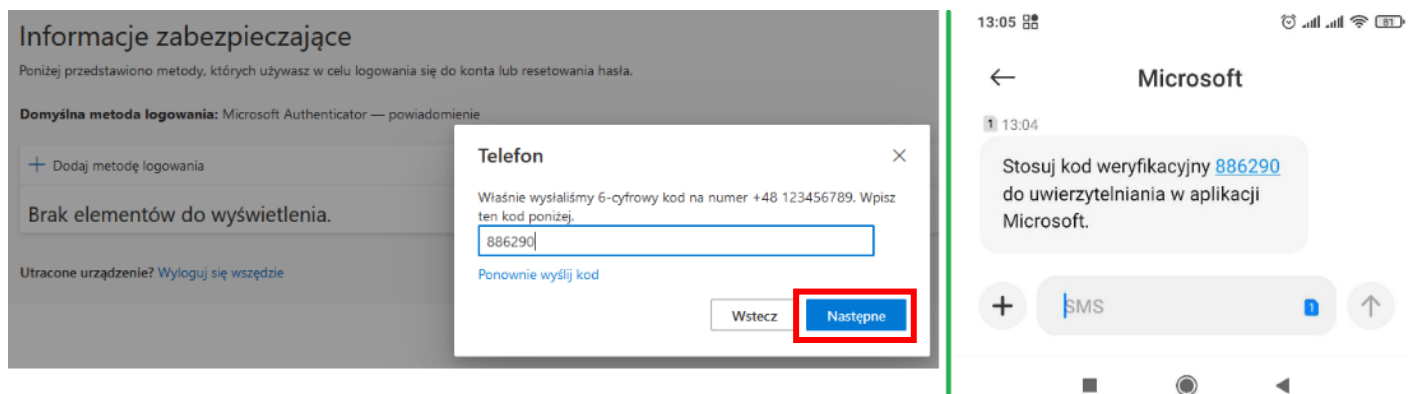 Informacje zabezpieczające
Poniżej przedstawiono metody, których używasz w celu logowania się do konta lub resetowania hasła.
Domyślna metoda logowania: Microsoft Authenticator — powiadomienie
+ Dodaj metodę logowania
Brak elementów do wyświetlenia.
Utracone urządzenie? Wyloguj się wszędzie
Telefon
Właśnie wysłaliśmy 6-cyfrowy kod na numer +48 123456789. Wpisz
ten kod poniżej.
886290
Ponownie wyślij kod
Wstecz
Następne
13:05
81
Microsoft
1 13:04
Stosuj kod weryfikacyjny 886290
do uwierzytelniania w aplikacji
Microsoft.
SMS
1